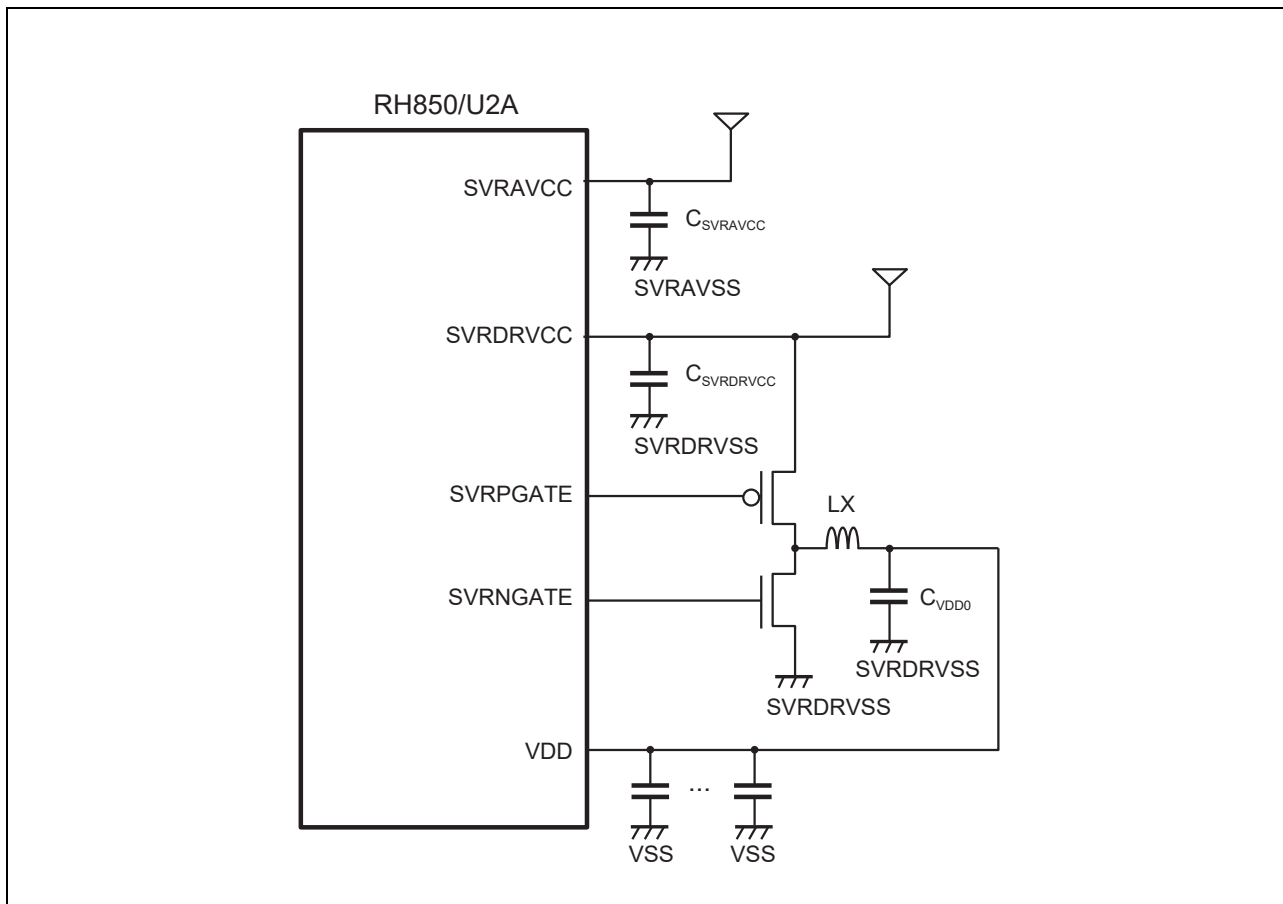 RH850/U2A
SVRAVCC
CSVRAVCC
SVRAVSS
SVRDRVCC
CSVRDRVCC
SVRDRVSS
SVRPGATE
LX
SVRNGATE
CVDD0
SVRDRVSS
SVRDRVSS
VDD
...
VSS VSS